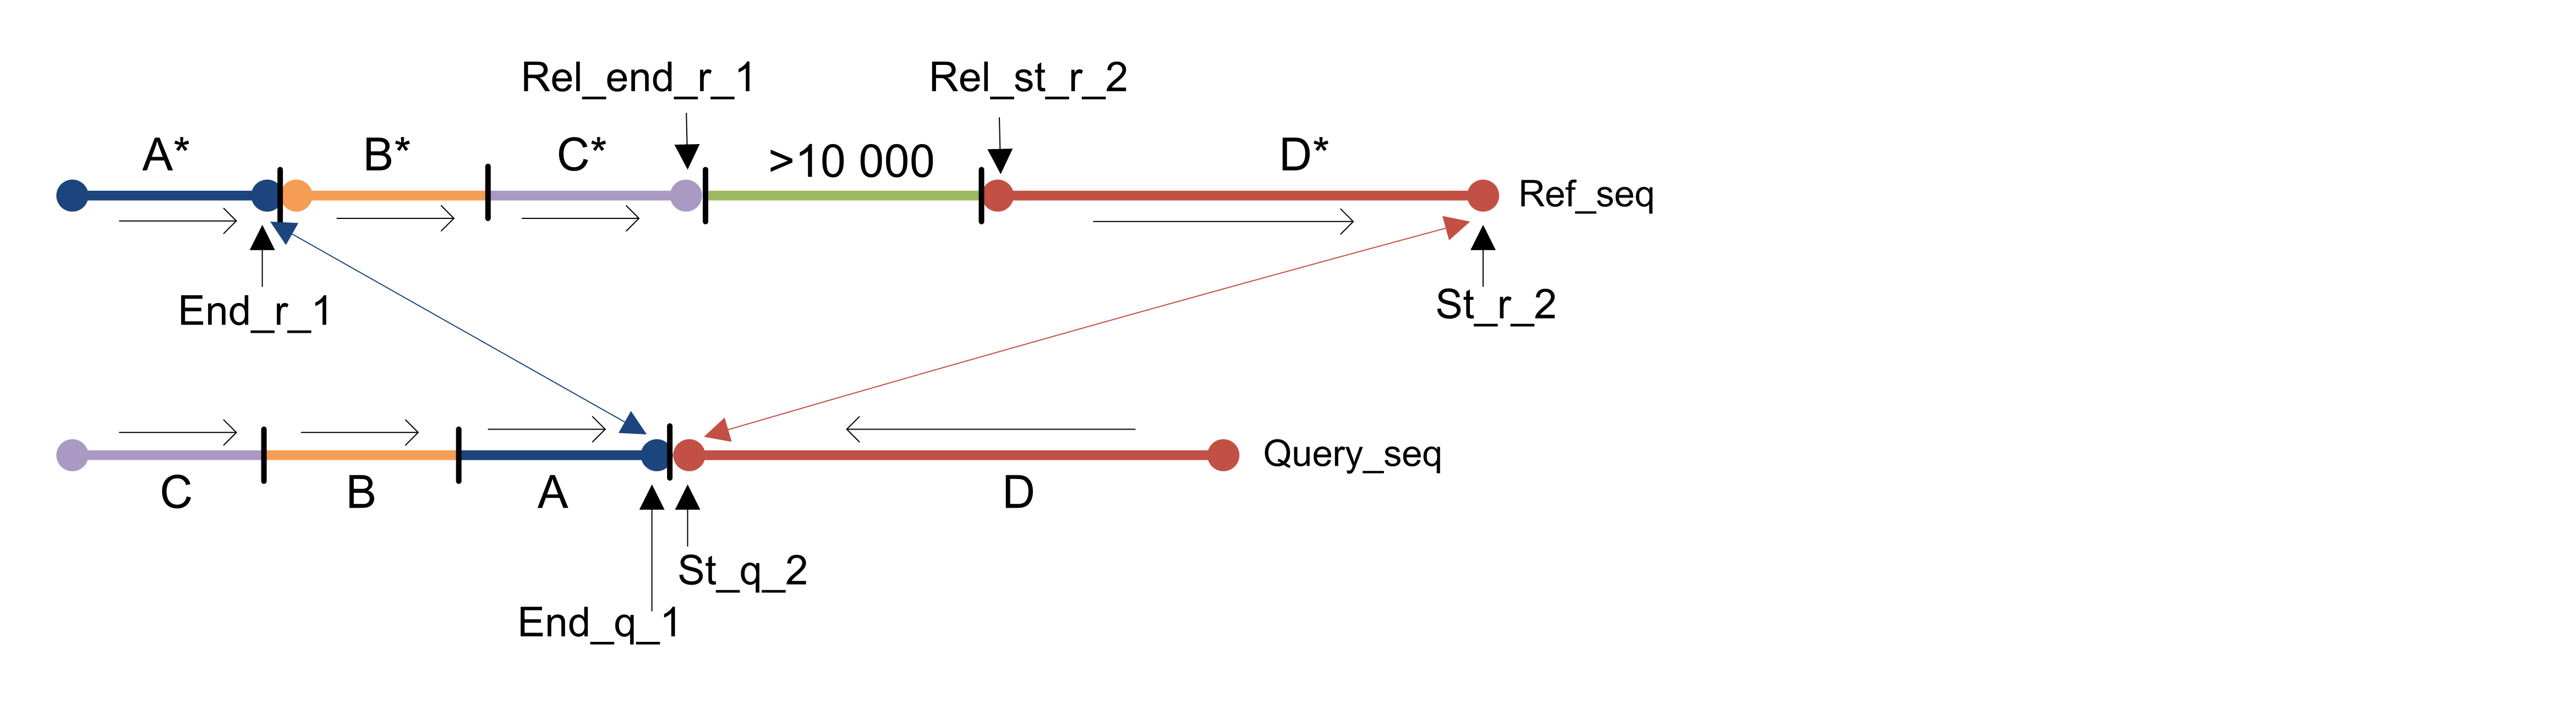 Rel_end_r_1
Rel_st_r_2
A*
B*
C*
>10 000
D*
Ref_seq
End_r_1
St_r_2
Query_seq
C
B
A
D
St_q_2
End_q_1